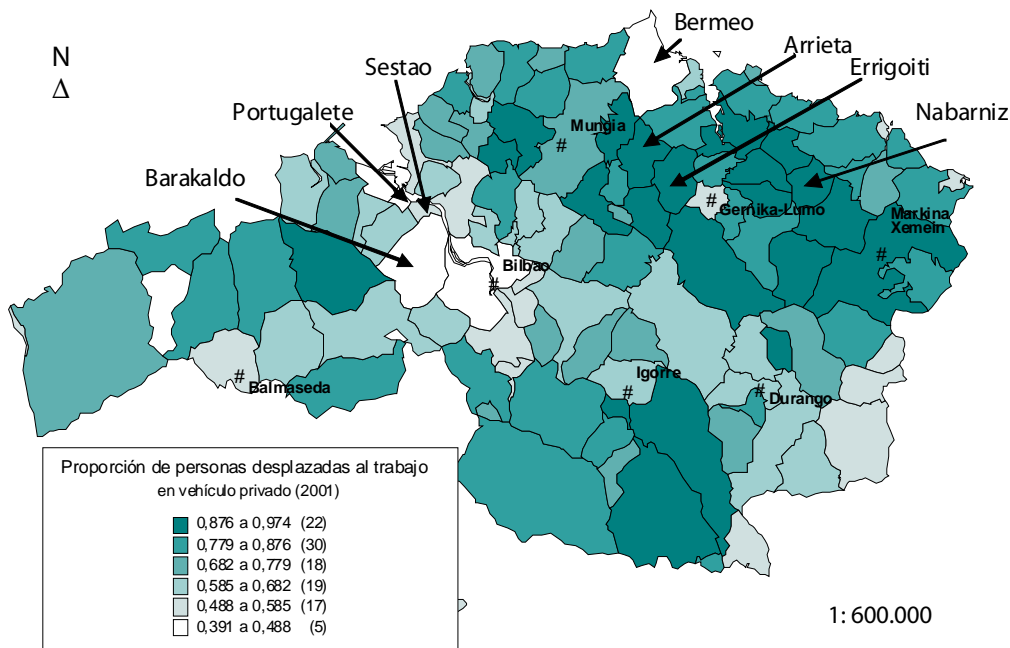 N
Δ
Bermeo
Arrieta
Sestao
Errigoiti
Portugalete
Nabarniz
Mungia
#
Barakaldo
#
Gernika-Lumo
Markina
Xemein
#
Bilbao
#
Igorre
#
Balmaseda
#
Durango
#
Proporción de personas desplazadas al trabajo
en vehículo privado (2001)
0,876 a 0,974 (22)
0,779 a 0,876 (30)
0,682 a 0,779 (18)
0,585 a 0,682 (19)
0,488 a 0,585 (17)
0,391 a 0,488 (5)
1: 600.000